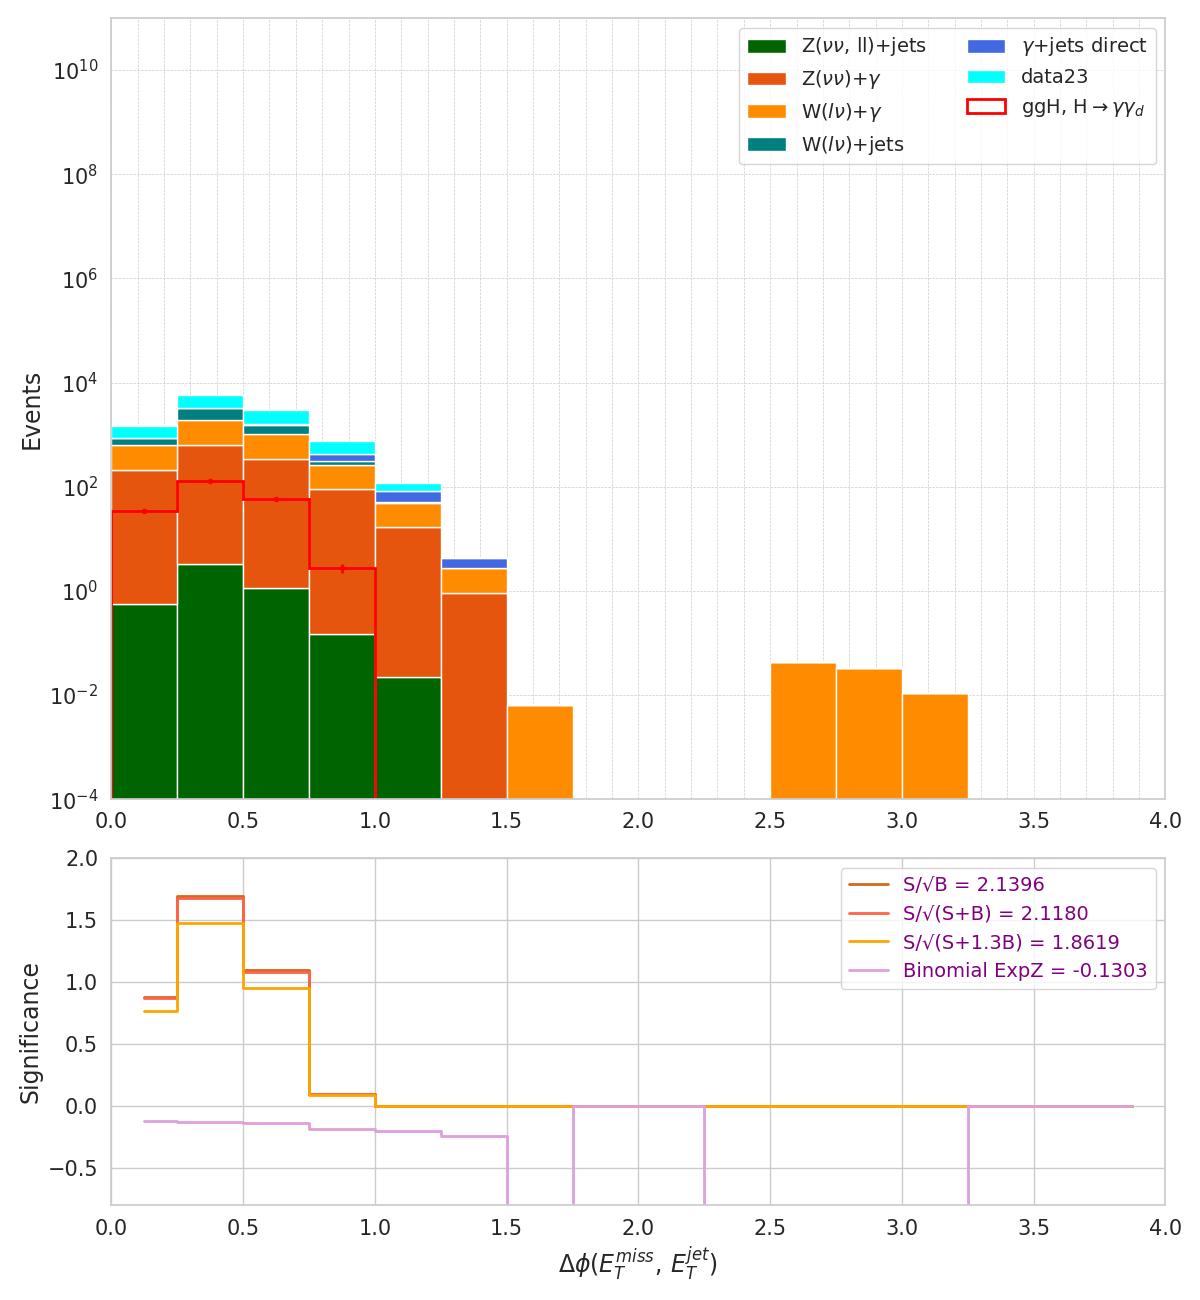 Z(νν, ll)+jets
Z(νν)+γ
W(lν)+γ
W(lν)+jets
γ+jets direct
data23
ggH, H → γγ_d
10^10
10^8
10^6
10^4
10^2
10^0
10^−2
10^−4
Events
0.0 0.5 1.0 1.5 2.0 2.5 3.0 3.5 4.0
S/√B = 2.1396
S/√(S+B) = 2.1180
S/√(S+1.3B) = 1.8619
Binomial ExpZ = -0.1303
2.0
1.5
1.0
0.5
0.0
−0.5
Significance
0.0 0.5 1.0 1.5 2.0 2.5 3.0 3.5 4.0
Δϕ(E_T^miss, E_T^jet)